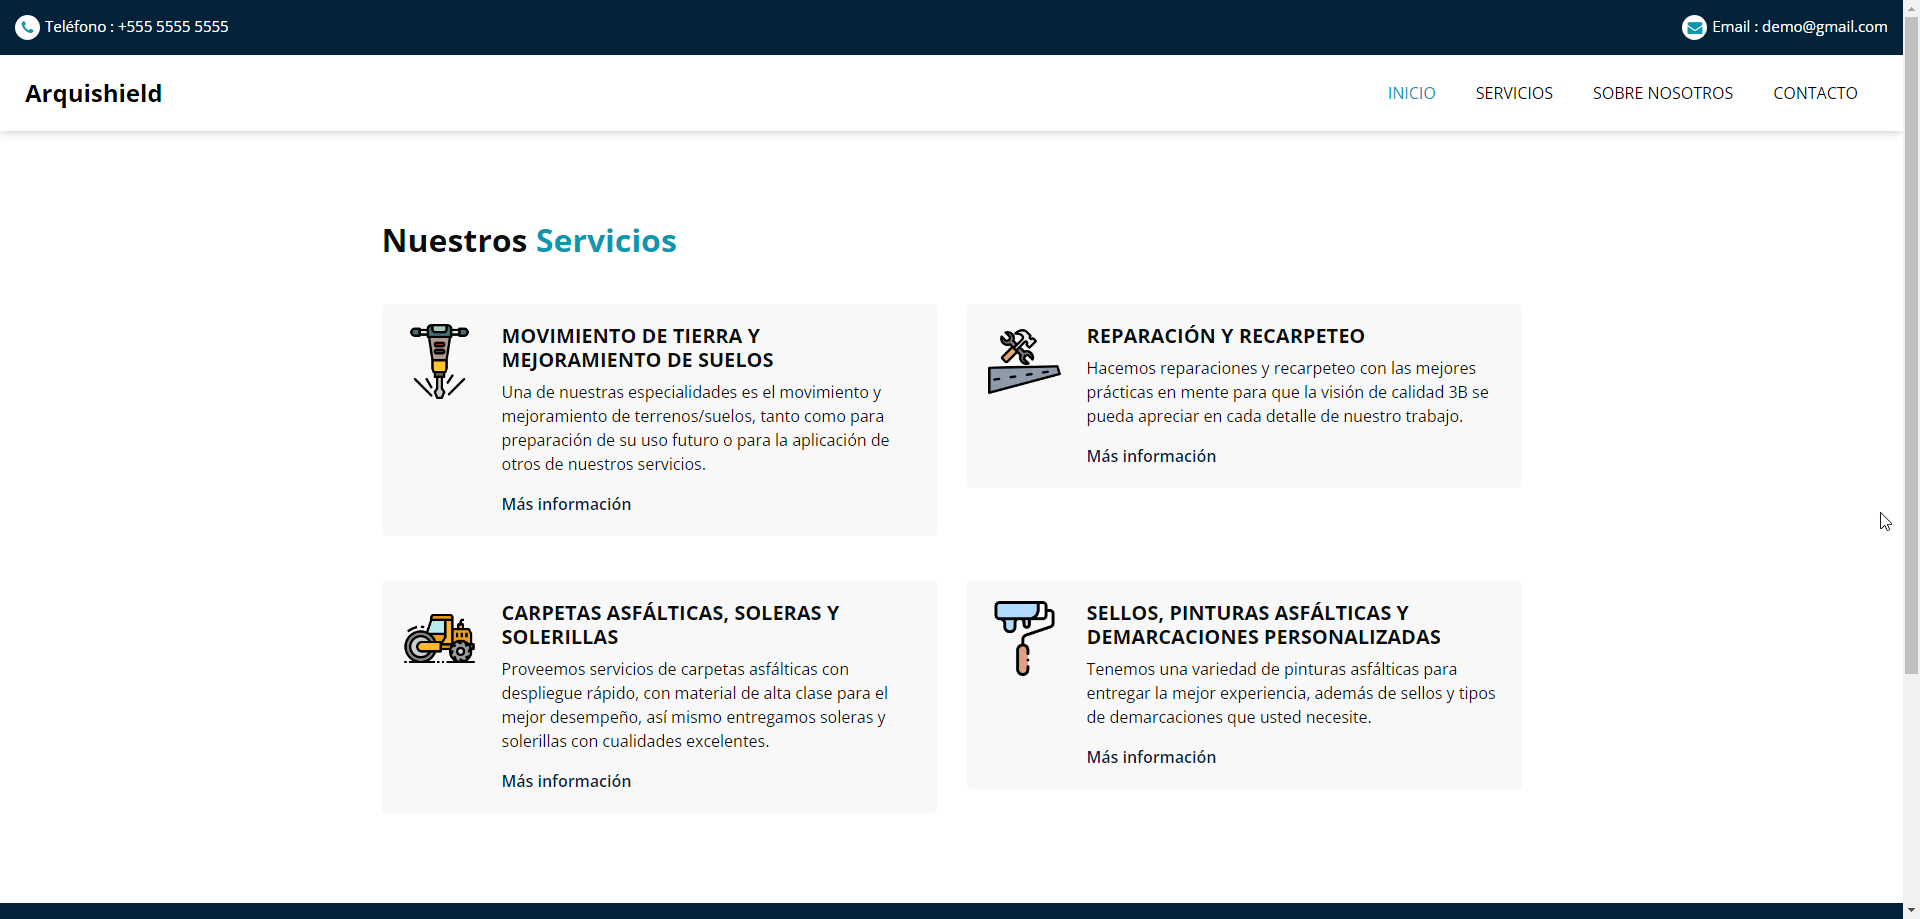 Teléfono : +555 5555 5555
Email : demo@gmail.com
Arquishield
INICIO
SERVICIOS
SOBRE NOSOTROS
CONTACTO
Nuestros Servicios
MOVIMIENTO DE TIERRA Y
MEJORAMIENTO DE SUELOS
Una de nuestras especialidades es el movimiento y
mejoramiento de terrenos/suelos, tanto como para
preparación de su uso futuro o para la aplicación de
otros de nuestros servicios.
Más información
REPARACIÓN Y RECARPETEO
Hacemos reparaciones y recarpeteo con las mejores
prácticas en mente para que la visión de calidad 3B se
pueda apreciar en cada detalle de nuestro trabajo.
Más información
CARPETAS ASFÁLTICAS, SOLERAS Y
SOLERILLAS
Proveemos servicios de carpetas asfálticas con
despliegue rápido, con material de alta clase para el
mejor desempeño, así mismo entregamos soleras y
solerillas con cualidades excelentes.
Más información
SELLOS, PINTURAS ASFÁLTICAS Y
DEMARCACIONES PERSONALIZADAS
Tenemos una variedad de pinturas asfálticas para
entregar la mejor experiencia, además de sellos y tipos
de demarcaciones que usted necesite.
Más información